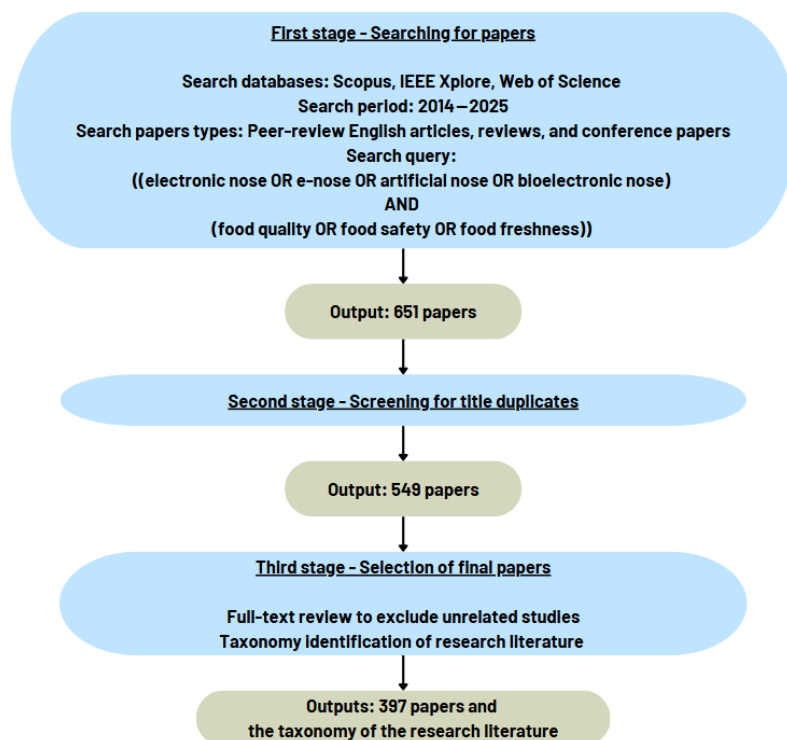 First stage - Searching for papers
Search databases: Scopus, IEEE Xplore, Web of Science
Search period: 2014—2025
Search papers types: Peer-review English articles, reviews, and conference papers
Search query:
((electronic nose OR e-nose OR artificial nose OR bioelectronic nose)
AND
(food quality OR food safety OR food freshness))
Output: 651 papers
Second stage - Screening for title duplicates
Output: 549 papers
Third stage - Selection of final papers
Full-text review to exclude unrelated studies
Taxonomy identification of research literature
Outputs: 397 papers and
the taxonomy of the research literature